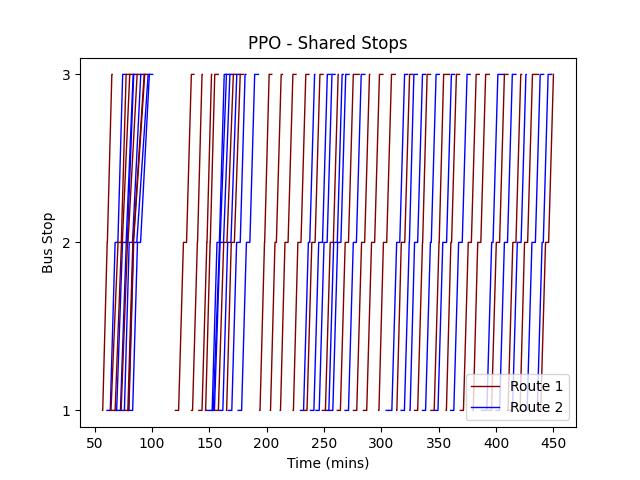 PPO - Shared Stops
3
2
1
Bus Stop
50 100 150 200 250 300 350 400 450
Time (mins)
Route 1
Route 2